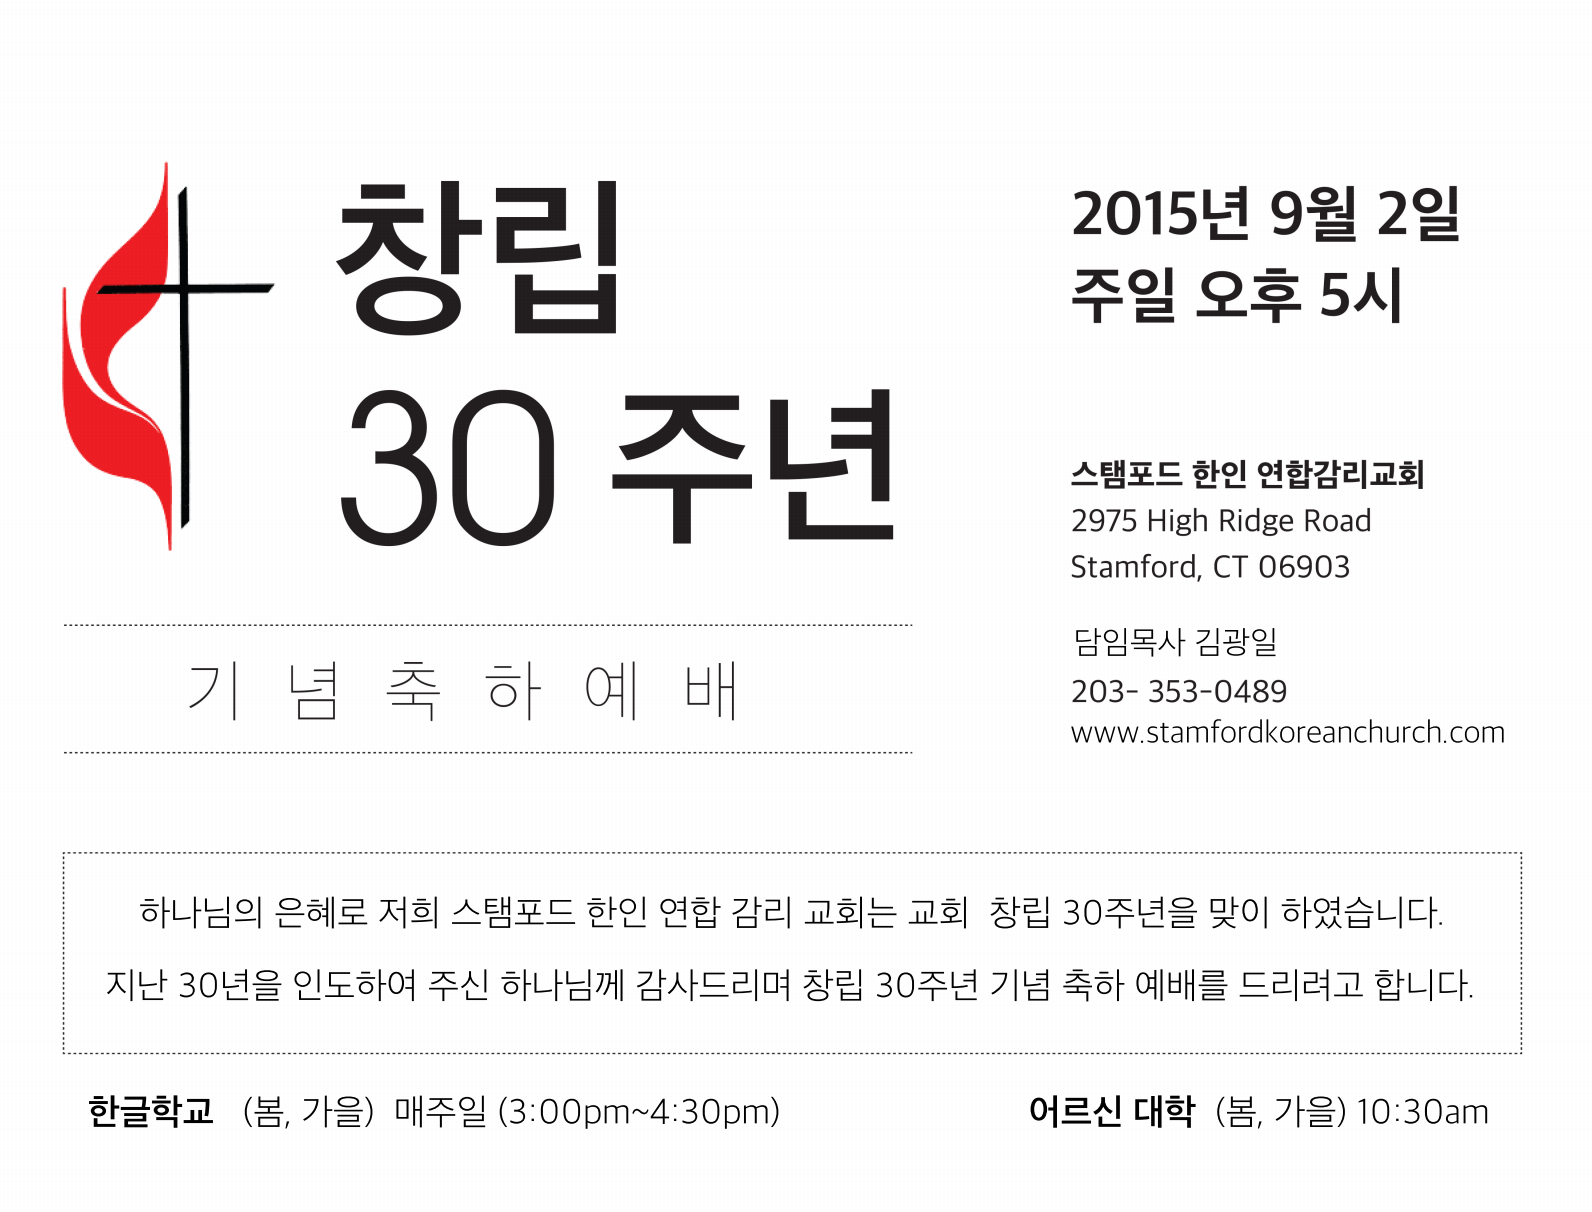 창립
30 주년
기념축하예배
2015년 9월 2일
주일 오후 5시
스탬포드 한인 연합감리교회
2975 High Ridge Road
Stamford, CT 06903
담임목사 김광일
203- 353-0489
www.stamfordkoreanchurch.com
하나님의 은혜로 저희 스탬포드 한인 연합 감리 교회는 교회 창립 30주년을 맞이 하였습니다.
지난 30년을 인도하여 주신 하나님께 감사드리며 창립 30주년 기념 축하 예배를 드리려고 합니다.
한글학교 (봄, 가을) 매주일 (3:00pm~4:30pm)
어르신 대학 (봄, 가을) 10:30am